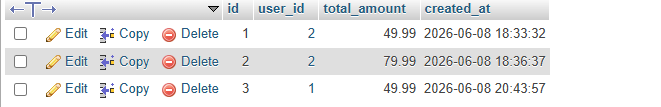 id user_id total_amount created_at
Edit Copy Delete 1 2 49.99 2026-06-08 18:33:32
Edit Copy Delete 2 2 79.99 2026-06-08 18:36:37
Edit Copy Delete 3 1 49.99 2026-06-08 20:43:57